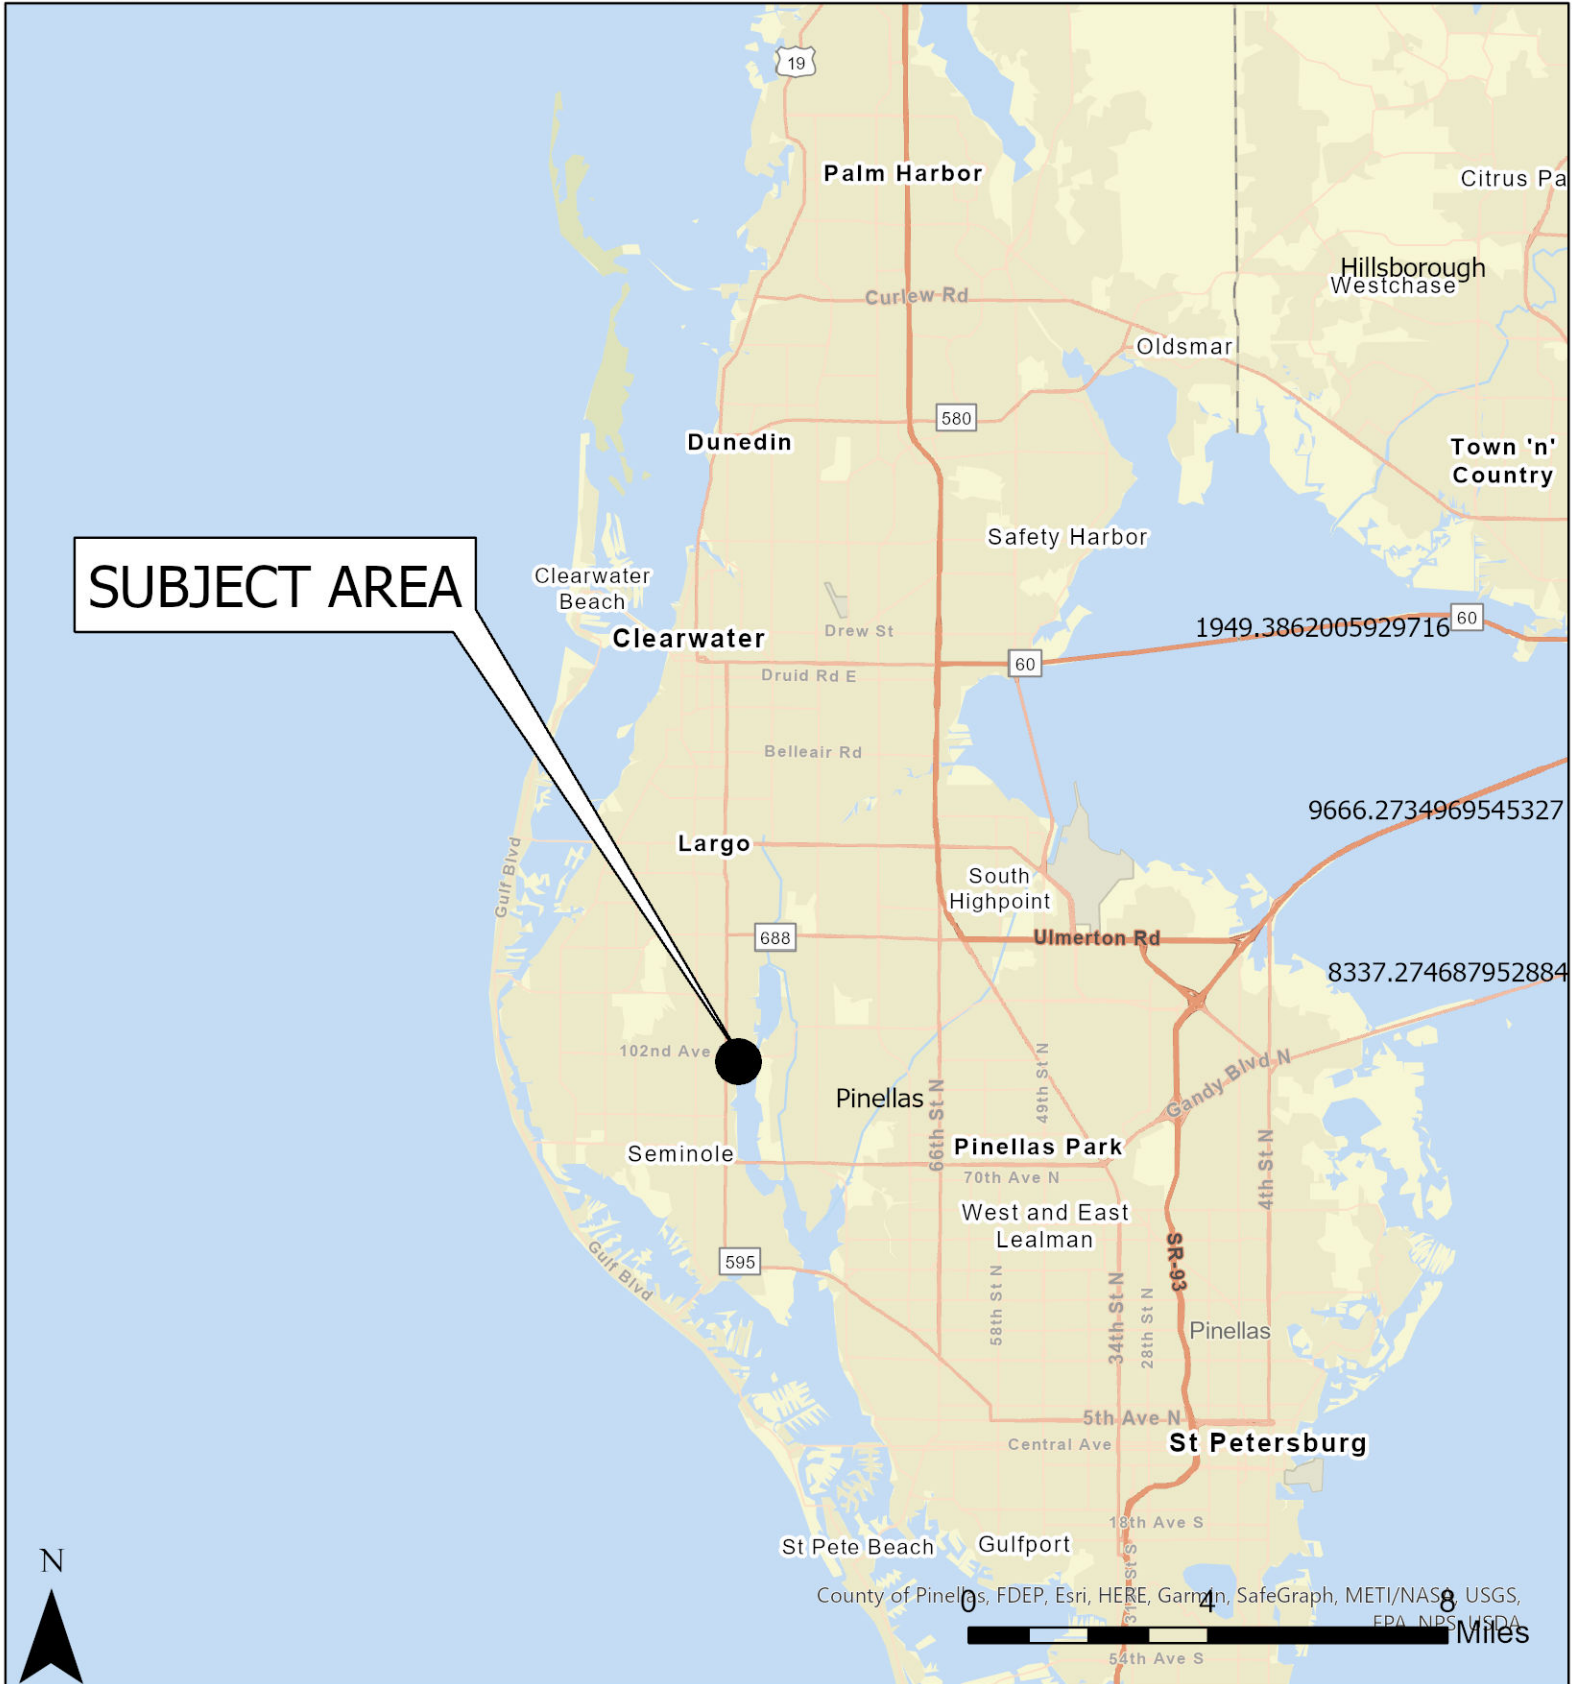 19
Palm Harbor
Citrus Pa
Hillsborough
Westchase
Curlew Rd
Oldsmar
580
Dunedin
Town 'n'
Country
Safety Harbor
SUBJECT AREA
Clearwater
Beach
Clearwater
Drew St
1949.3862005929716
60
60
Druid Rd E
Belleair Rd
9666.2734969545327
Largo
Gulf Blvd
South
Highpoint
688
Ulmerton Rd
8337.274687952884
102nd Ave
49th St N
Gandy Blvd N
Pinellas
66th St N
Seminole
Pinellas Park
4th St N
70th Ave N
West and East
Lealman
Gulf Blvd
595
SR-93
58th St N
34th St N
28th St N
Pinellas
5th Ave N
Central Ave
St Petersburg
18th Ave S
St Pete Beach
Gulfport
31st St S
N
County of Pinellas, FDEP, Esri, HERE, Garmin, SafeGraph, METI/NASA, USGS,
EPA, NPS, USDA
0 4 8
Miles
54th Ave S